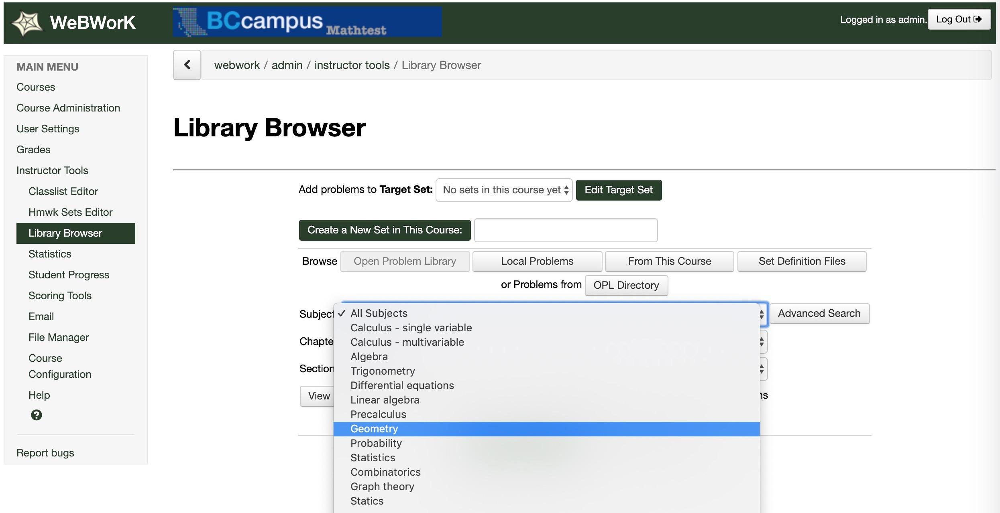 WeBWorK
BCcampus Mathtest
Logged in as admin. Log Out
MAIN MENU
Courses
Course Administration
User Settings
Grades
Instructor Tools
Classlist Editor
Hmwk Sets Editor
Library Browser
Statistics
Student Progress
Scoring Tools
Email
File Manager
Course
Configuration
Help
?
Report bugs
webwork / admin / instructor tools / Library Browser
Library Browser
Add problems to Target Set: No sets in this course yet Edit Target Set
Create a New Set in This Course:
Browse Open Problem Library Local Problems From This Course Set Definition Files
or Problems from OPL Directory
Subject ✓ All Subjects Advanced Search
Calculus - single variable
Chapte Calculus - multivariable
Algebra
Section Trigonometry
Differential equations
View Linear algebra
Precalculus
Geometry
Probability
Statistics
Combinatorics
Graph theory
Statics